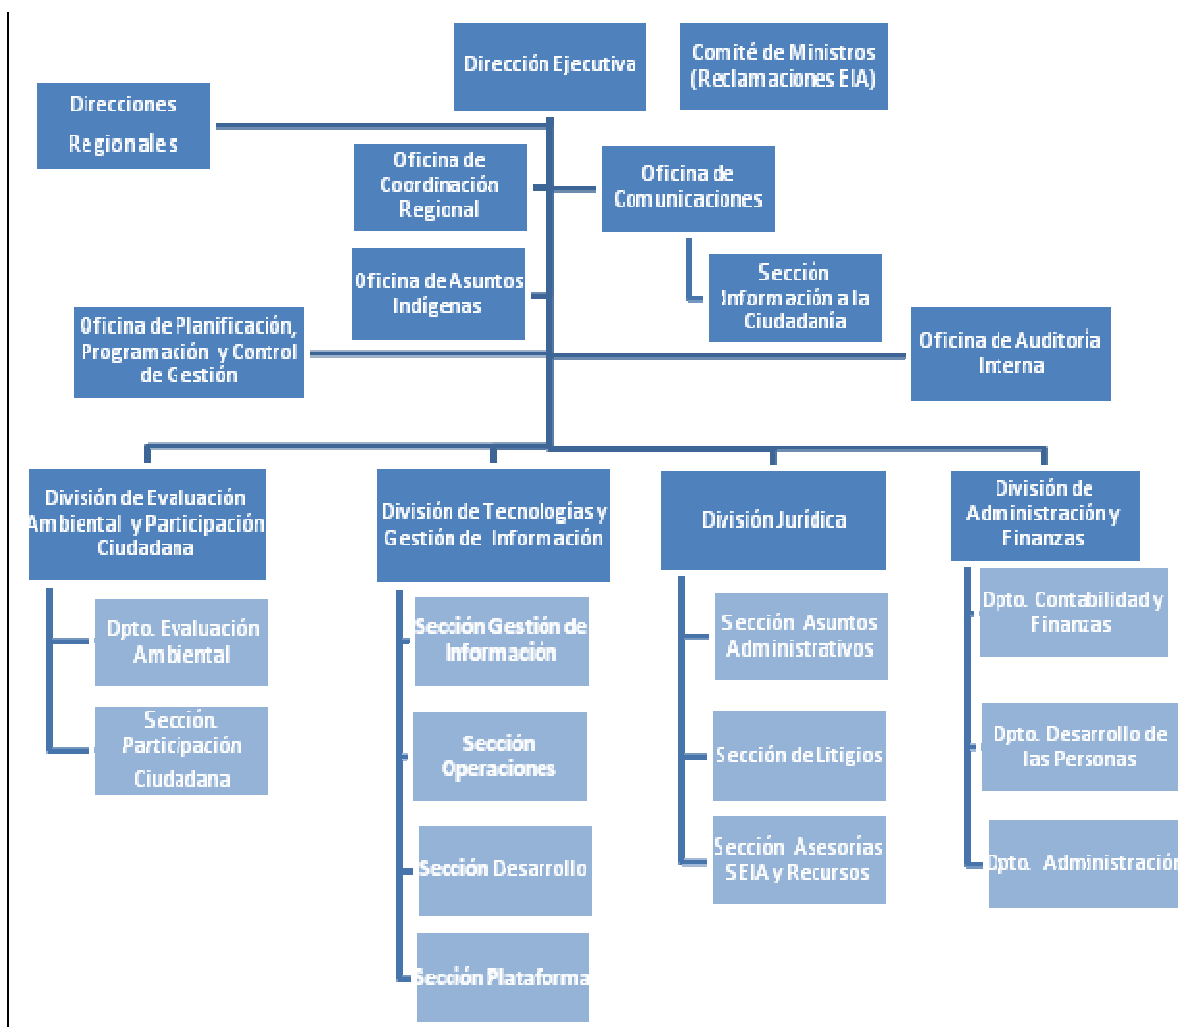 Dirección Ejecutiva
Comité de Ministros
(Reclamaciones EIA)
Direcciones
Regionales
Oficina de
Coordinación
Regional
Oficina de
Comunicaciones
Oficina de Asuntos
Indígenas
Sección
Información a la
Ciudadanía
Oficina de Planificación,
Programación y Control
de Gestión
Oficina de Auditoria
Interna
División de Evaluación
Ambiental y Participación
Ciudadana
División de Tecnologías y
Gestión de Información
División Jurídica
División de
Administración y
Finanzas
Dpto. Evaluación
Ambiental
Sección.
Participación
Ciudadana
Sección Gestión de
Información
Sección
Operaciones
Sección Desarrollo
Sección Plataforma
Sección Asuntos
Administrativos
Sección de Litigios
Sección Asesorías
SEIA y Recursos
Dpto. Contabilidad y
Finanzas
Dpto. Desarrollo de
las Personas
Dpto. Administración